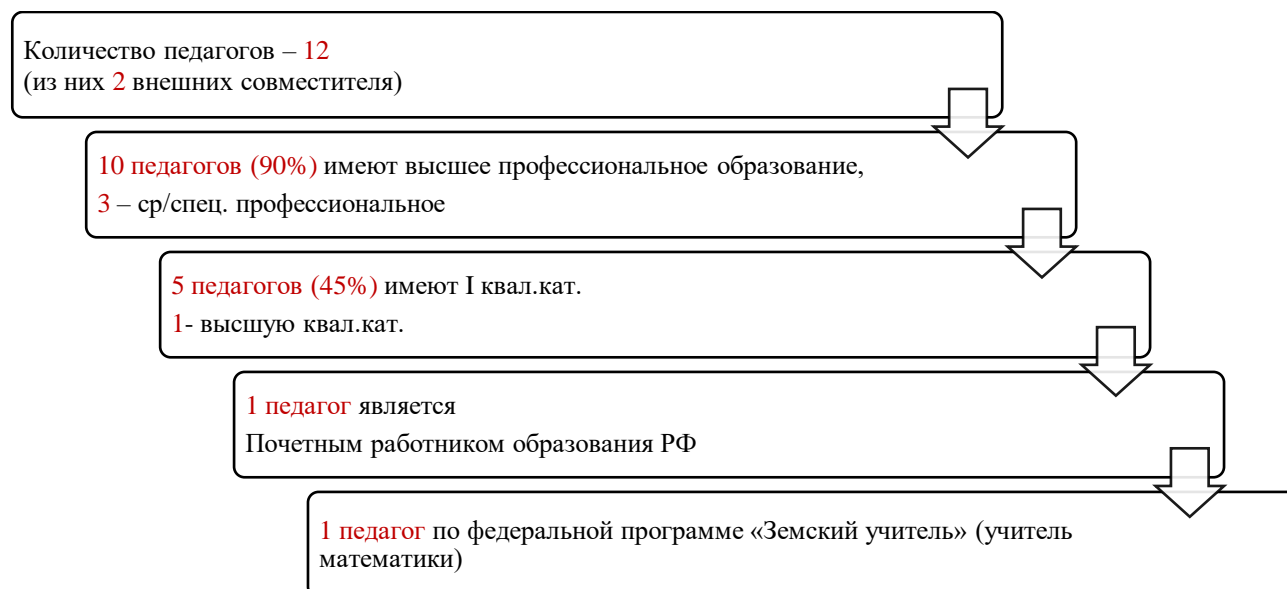 Количество педагогов – 12
(из них 2 внешних совместителя)
10 педагогов (90%) имеют высшее профессиональное образование,
3 – ср/спец. профессиональное
5 педагогов (45%) имеют I квал.кат.
1- высшую квал.кат.
1 педагог является
Почетным работником образования РФ
1 педагог по федеральной программе «Земский учитель» (учитель
математики)